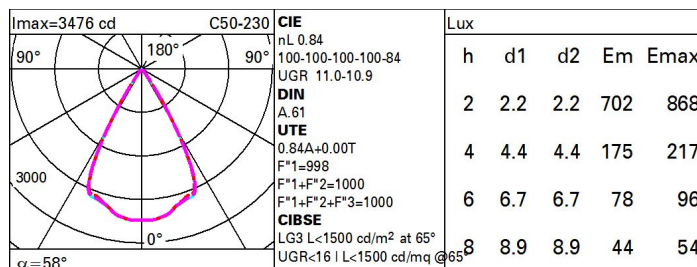 Imax=3476 cd C50-230
90° 180° 90°
3000
0°
α=58°
CIE
nL 0.84
100-100-100-100-84
UGR 11.0-10.9
DIN
A.61
UTE
0.84A+0.00T
F"1=998
F"1+F"2=1000
F"1+F"2+F"3=1000
CIBSE
LG3 L<1500 cd/m² at 65°
UGR<16 | L<1500 cd/mq @65°
Lux
h d1 d2 Em Emax
2 2.2 2.2 702 868
4 4.4 4.4 175 217
6 6.7 6.7 78 96
8 8.9 8.9 44 54